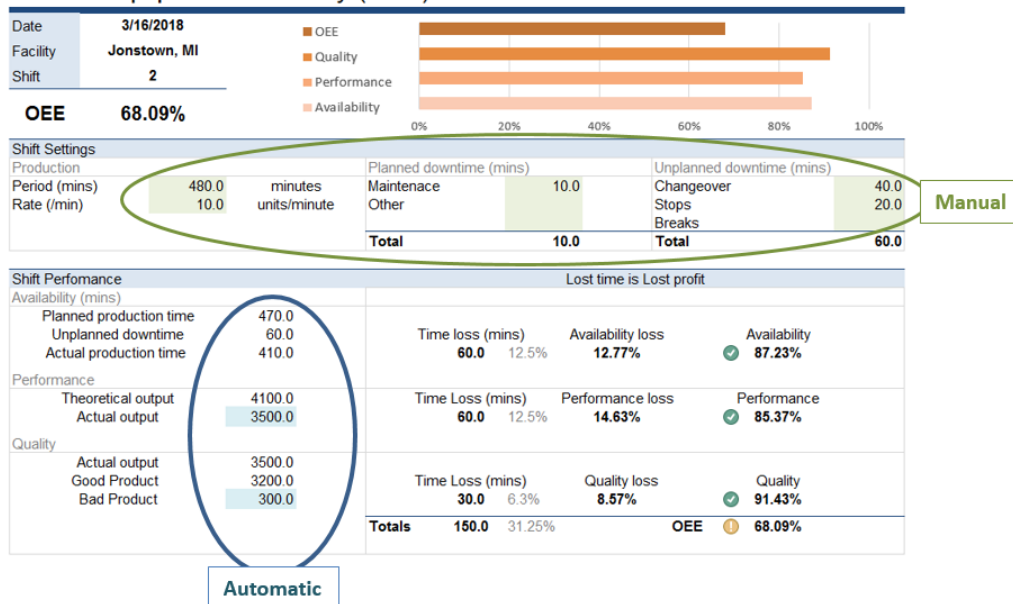 Date 3/16/2018
Facility Jonstown, MI
Shift 2
OEE 68.09%
OEE
Quality
Performance
Availability
0% 20% 40% 60% 80% 100%
Shift Settings
Production Planned downtime (mins) Unplanned downtime (mins)
Period (mins) 480.0 minutes Maintenace 10.0 Changeover 40.0
Rate (/min) 10.0 units/minute Other Stops 20.0
Breaks
Total 10.0 Total 60.0
Manual
Shift Perfomance Lost time is Lost profit
Availability (mins)
Planned production time 470.0
Unplanned downtime 60.0 Time loss (mins) Availability loss Availability
Actual production time 410.0 60.0 12.5% 12.77% 87.23%
Performance
Theoretical output 4100.0 Time Loss (mins) Performance loss Performance
Actual output 3500.0 60.0 12.5% 14.63% 85.37%
Quality
Actual output 3500.0
Good Product 3200.0 Time Loss (mins) Quality loss Quality
Bad Product 300.0 30.0 6.3% 8.57% 91.43%
Totals 150.0 31.25% OEE 68.09%
Automatic